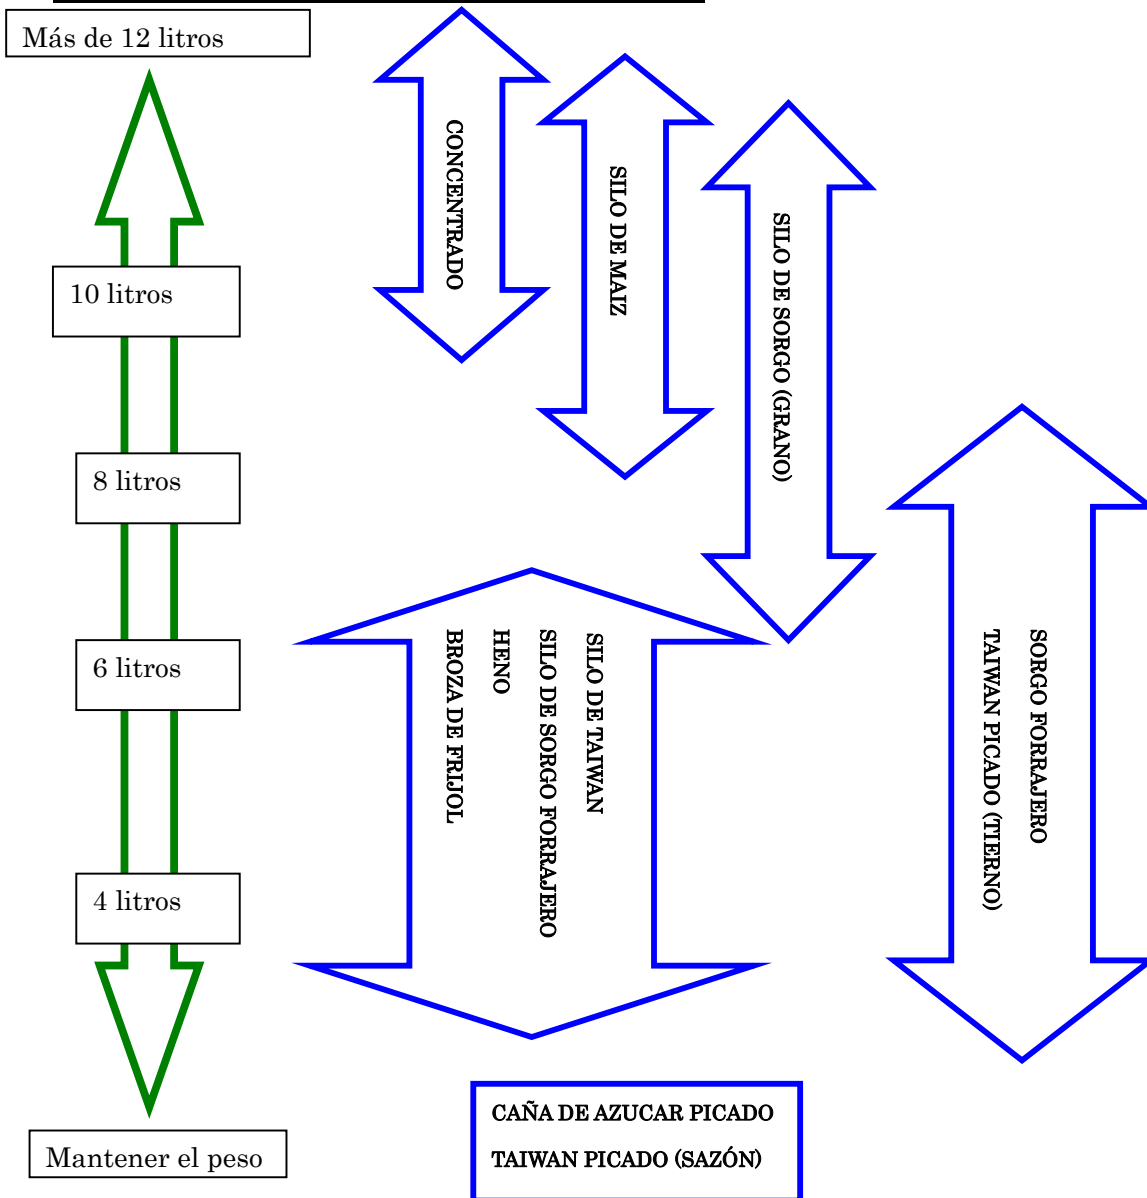 Más de 12 litros
10 litros
8 litros
6 litros
4 litros
Mantener el peso
CONCENTRADO
SILO DE MAIZ
SILO DE SORGO (GRANO)
SILO DE TAIWAN
SILO DE SORGO FORRAJERO
HENO
BROZA DE FRIJOL
SORGO FORRAJERO
TAIWAN PICADO (TIERNO)
CAÑA DE AZUCAR PICADO
TAIWAN PICADO (SAZÓN)